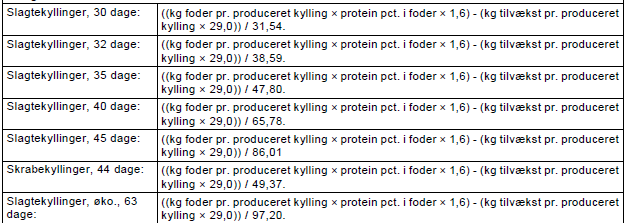 Slagtekyllinger, 30 dage: ((kg foder pr. produceret kylling × protein pct. i foder × 1,6) - (kg tilvækst pr. produceret
kylling × 29,0)) / 31,54.
Slagtekyllinger, 32 dage: ((kg foder pr. produceret kylling × protein pct. i foder × 1,6) - (kg tilvækst pr. produceret
kylling × 29,0)) / 38,59.
Slagtekyllinger, 35 dage: ((kg foder pr. produceret kylling × protein pct. i foder × 1,6) - (kg tilvækst pr. produceret
kylling × 29,0)) / 47,80.
Slagtekyllinger, 40 dage: ((kg foder pr. produceret kylling × protein pct. i foder × 1,6) - (kg tilvækst pr. produceret
kylling × 29,0)) / 65,78.
Slagtekyllinger, 45 dage: ((kg foder pr. produceret kylling × protein pct. i foder × 1,6) - (kg tilvækst pr. produceret
kylling × 29,0)) / 86,01
Skrabekyllinger, 44 dage: ((kg foder pr. produceret kylling × protein pct. i foder × 1,6) - (kg tilvækst pr. produceret
kylling × 29,0)) / 49,37.
Slagtekyllinger, øko., 63 ((kg foder pr. produceret kylling × protein pct. i foder × 1,6) - (kg tilvækst pr. produceret
dage: kylling × 29,0)) / 97,20.